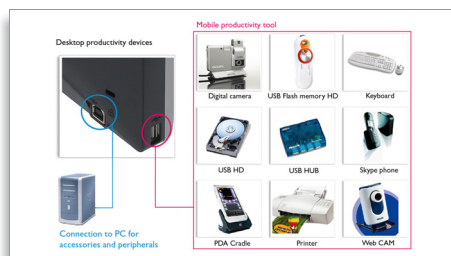 Mobile productivity tool
Desktop productivity devices
Digital camera
USB Flash memory HD
Keyboard
USB HD
USB HUB
Skype phone
Connection to PC for
accessories and peripherals
PDA Cradle
Printer
Web CAM